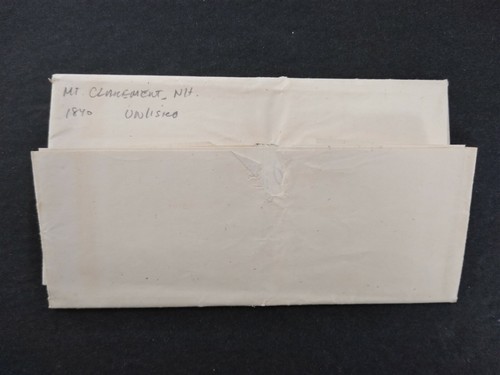 MT CLAREMENT, NH.
1840 UNlisted